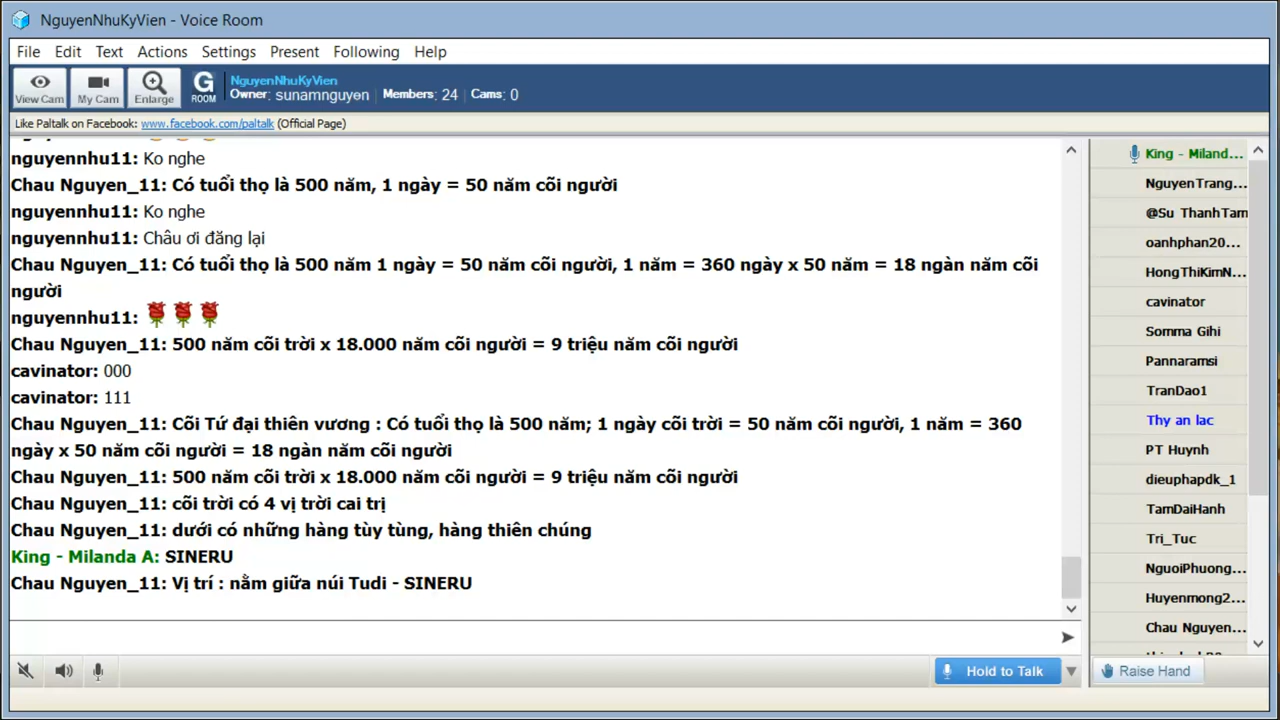 NguyenNhuKyVien - Voice Room
File Edit Text Actions Settings Present Following Help
View Cam My Cam Enlarge G ROOM NguyenNhuKyVien
Owner: sunamnguyen Members: 24 Cams: 0
Like Paltalk on Facebook: www.facebook.com/paltalk (Official Page)
nguyennhu11: Ko nghe
Chau Nguyen_11: Có tuổi thọ là 500 năm, 1 ngày = 50 năm cõi người
nguyennhu11: Ko nghe
nguyennhu11: Châu ơi đăng lại
Chau Nguyen_11: Có tuổi thọ là 500 năm 1 ngày = 50 năm cõi người, 1 năm = 360 ngày x 50 năm = 18 ngàn năm cõi
người
nguyennhu11:
Chau Nguyen_11: 500 năm cõi trời x 18.000 năm cõi người = 9 triệu năm cõi người
cavinator: 000
cavinator: 111
Chau Nguyen_11: Cõi Tứ đại thiên vương : Có tuổi thọ là 500 năm; 1 ngày cõi trời = 50 năm cõi người, 1 năm = 360
ngày x 50 năm cõi người = 18 ngàn năm cõi người
Chau Nguyen_11: 500 năm cõi trời x 18.000 năm cõi người = 9 triệu năm cõi người
Chau Nguyen_11: cõi trời có 4 vị trời cai trị
Chau Nguyen_11: dưới có những hàng tùy tùng, hàng thiên chúng
King - Milanda A: SINERU
Chau Nguyen_11: Vị trí : nằm giữa núi Tudi - SINERU
King - Miland...
NguyenTrang...
@Su ThanhTam
oanhphan20...
HongThiKimN...
cavinator
Somma Gihi
Pannaramsi
TranDao1
Thy an lac
PT Huynh
dieuphapdk_1
TamDaiHanh
Tri_Tuc
NguoiPhuong...
Huyenmong2...
Chau Nguyen...
Hold to Talk
Raise Hand